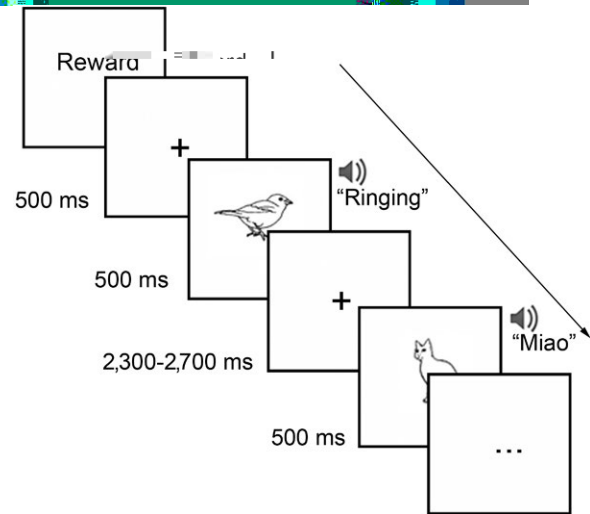 Reward
+
500 ms
“Ringing”
500 ms
+
2,300-2,700 ms
“Miao”
500 ms
...